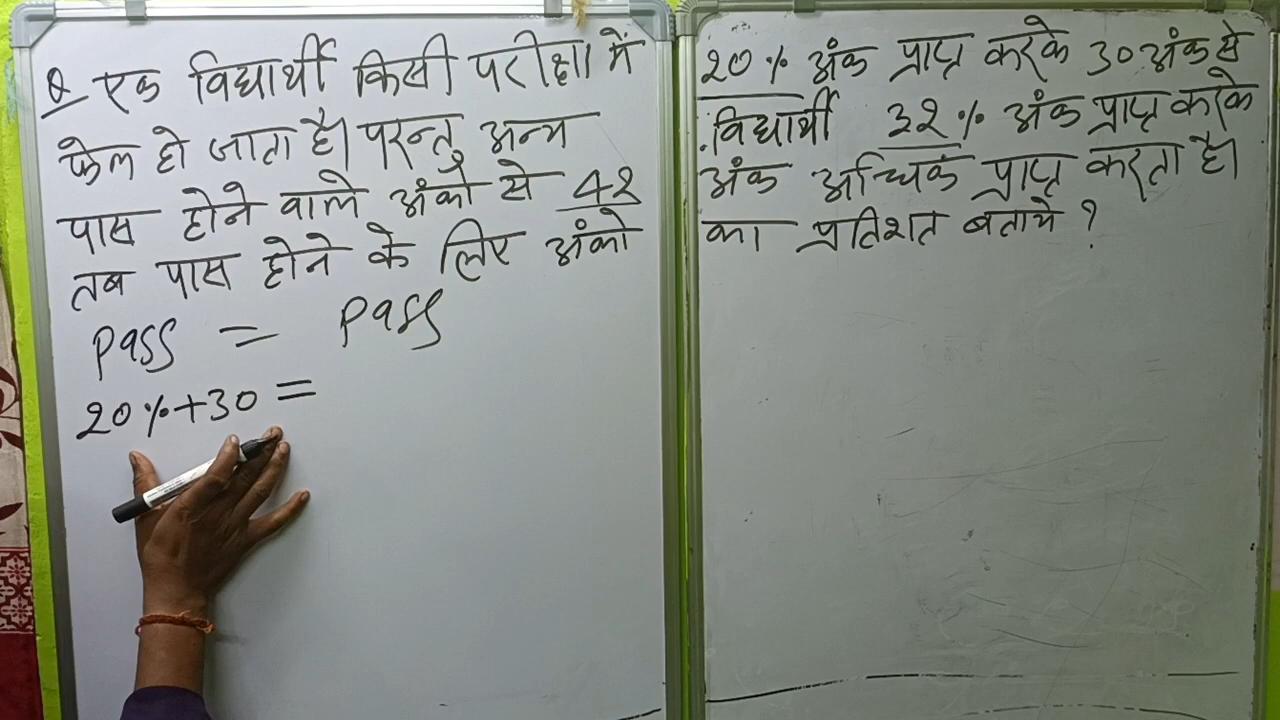 Q एक विद्यार्थी किसी परीक्षा में 20% अंक प्राप्त करके 30 अंक से
फेल हो जाता है। परन्तु अन्य विद्यार्थी 32% अंक प्राप्त करके
पास होने वाले अंको से 42 अंक अधिक प्राप्त करता है।
तब पास होने के लिए अंको का प्रतिशत बताये ?
Pass = Pass
20%+30 =